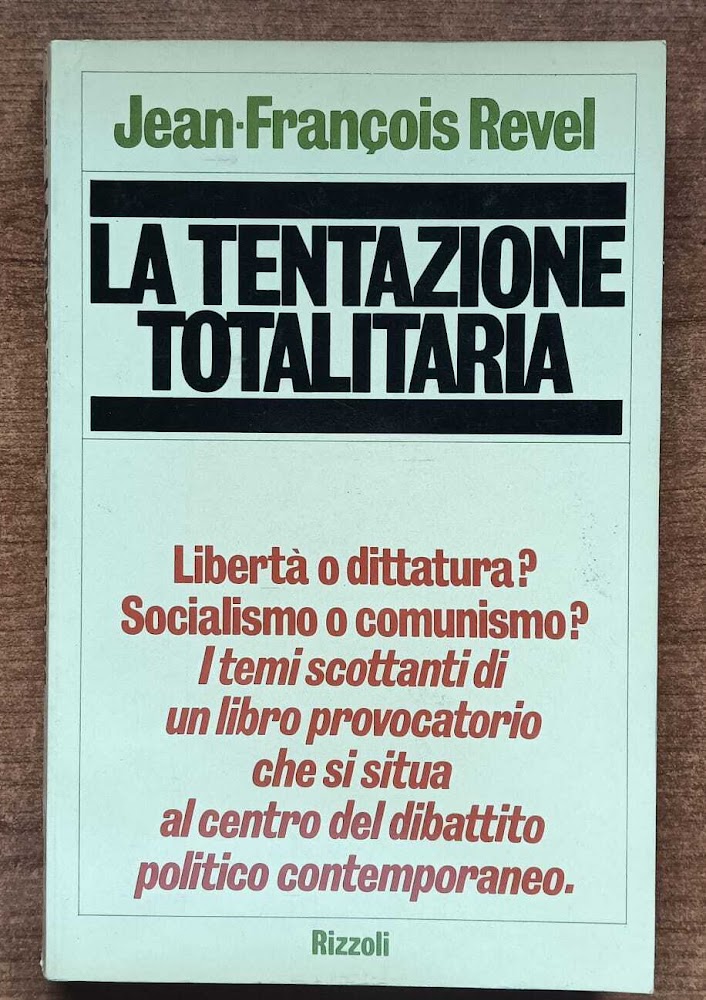 Jean-François Revel
LA TENTAZIONE
TOTALITARIA
Libertà o dittatura?
Socialismo o comunismo?
I temi scottanti di
un libro provocatorio
che si situa
al centro del dibattito
politico contemporaneo.
Rizzoli